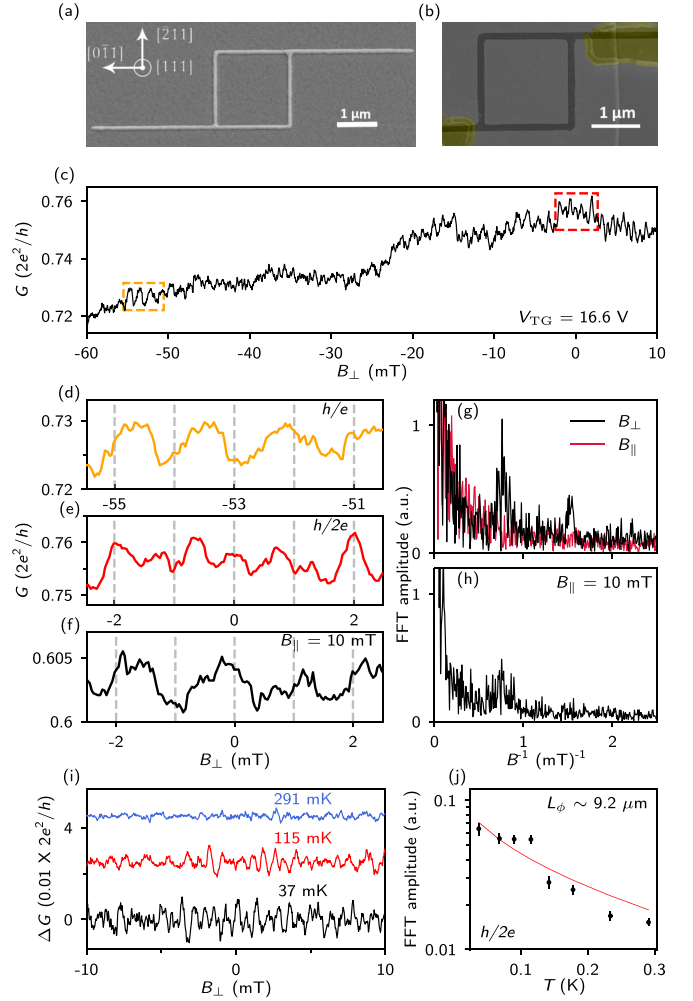 (a)
[2̄11]
[01̄1]
[111]
1 μm
(b)
1 μm
(c)
G (2e²/h)
0.76
0.74
0.72
V_TG = 16.6 V
-60 -50 -40 -30 -20 -10 0 10
B⊥ (mT)
(d)
h/e
0.73
0.72
-55 -53 -51
(e)
h/2e
G (2e²/h)
0.76
0.75
-2 0 2
(f)
B∥ = 10 mT
0.605
0.6
-2 0 2
B⊥ (mT)
(g)
B⊥
B∥
FFT amplitude (a.u.)
1
0
(h)
B∥ = 10 mT
FFT amplitude (a.u.)
1
0
0 1 2
B⁻¹ (mT)⁻¹
(i)
291 mK
115 mK
37 mK
ΔG (0.01 X 2e²/h)
4
0
-10 -5 0 5 10
B⊥ (mT)
(j)
L_ϕ ∼ 9.2 μm
FFT amplitude (a.u.)
0.1
0.01
h/2e
0.1 0.2 0.3
T (K)